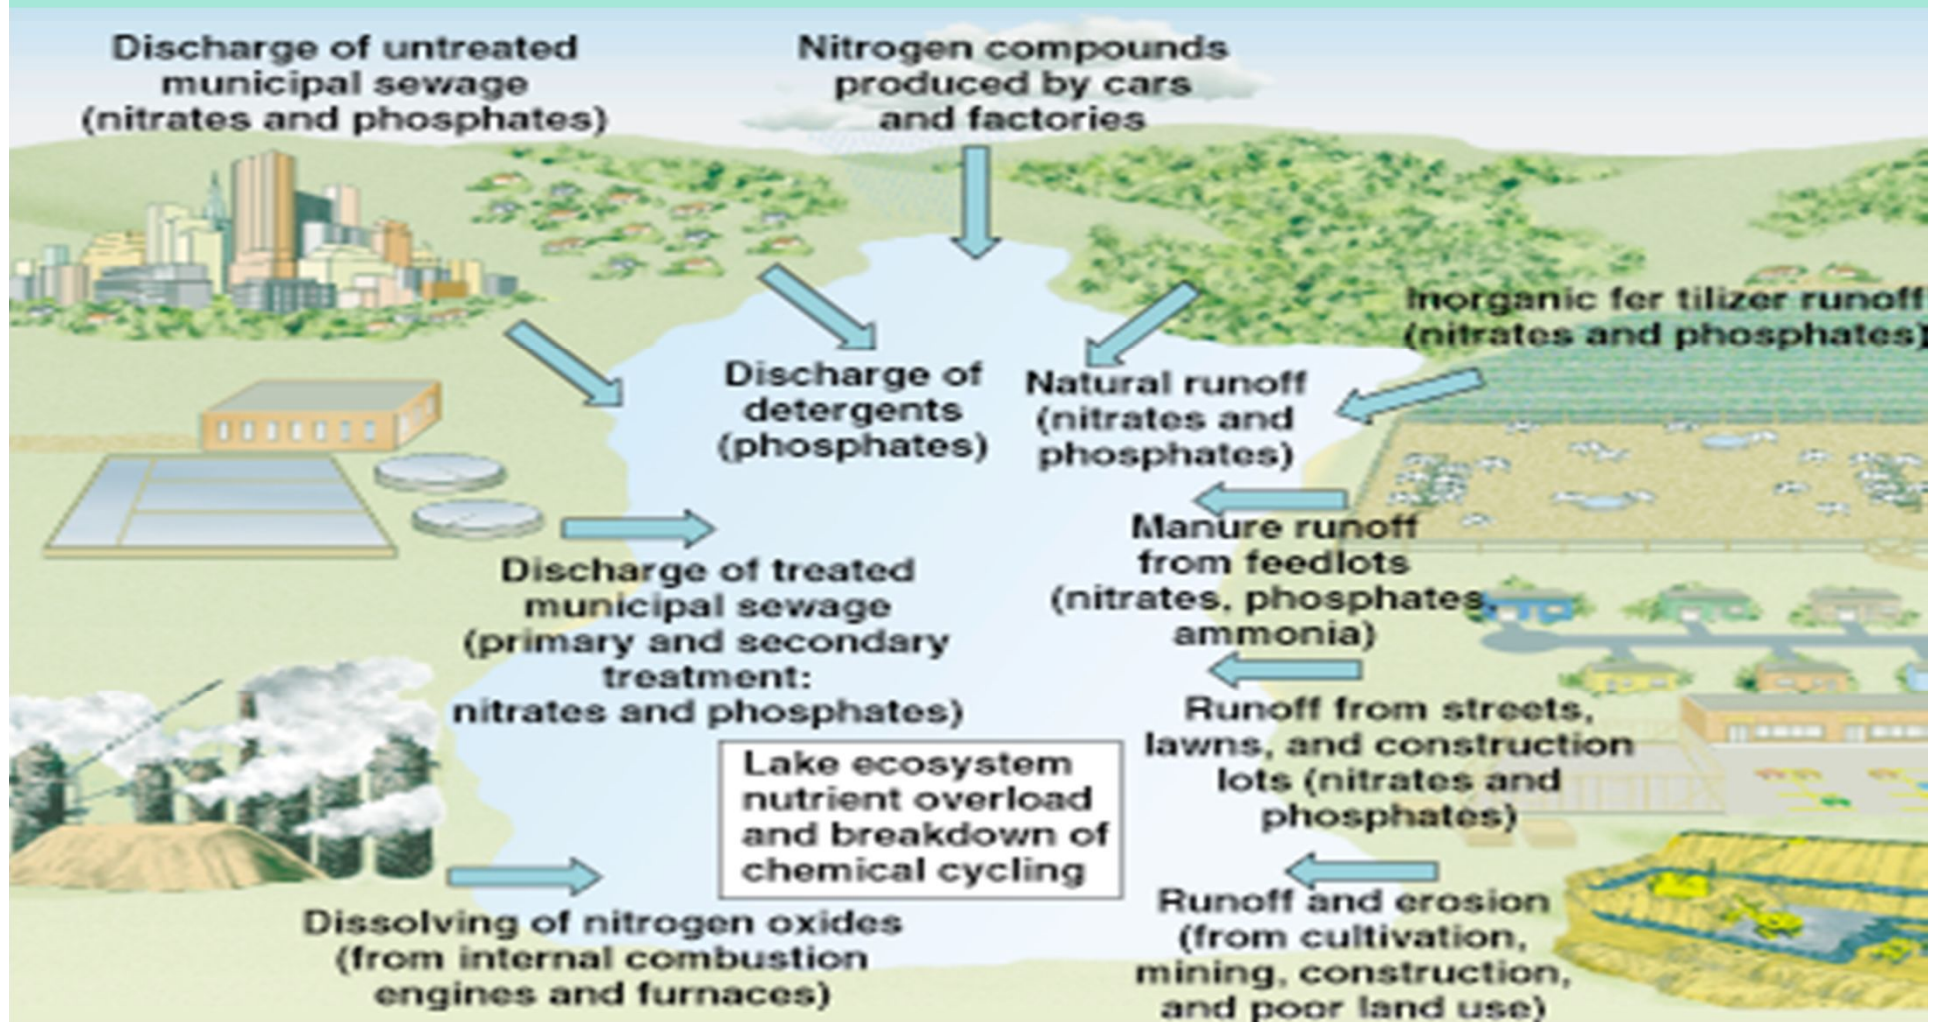 Discharge of untreated
municipal sewage
(nitrates and phosphates)
Nitrogen compounds
produced by cars
and factories
Inorganic fer tilizer runoff
(nitrates and phosphates)
Discharge of
detergents
(phosphates)
Natural runoff
(nitrates and
phosphates)
Manure runoff
from feedlots
(nitrates, phosphates,
ammonia)
Discharge of treated
municipal sewage
(primary and secondary
treatment:
nitrates and phosphates)
Runoff from streets,
lawns, and construction
lots (nitrates and
phosphates)
Lake ecosystem
nutrient overload
and breakdown of
chemical cycling
Dissolving of nitrogen oxides
(from internal combustion
engines and furnaces)
Runoff and erosion
(from cultivation,
mining, construction,
and poor land use)